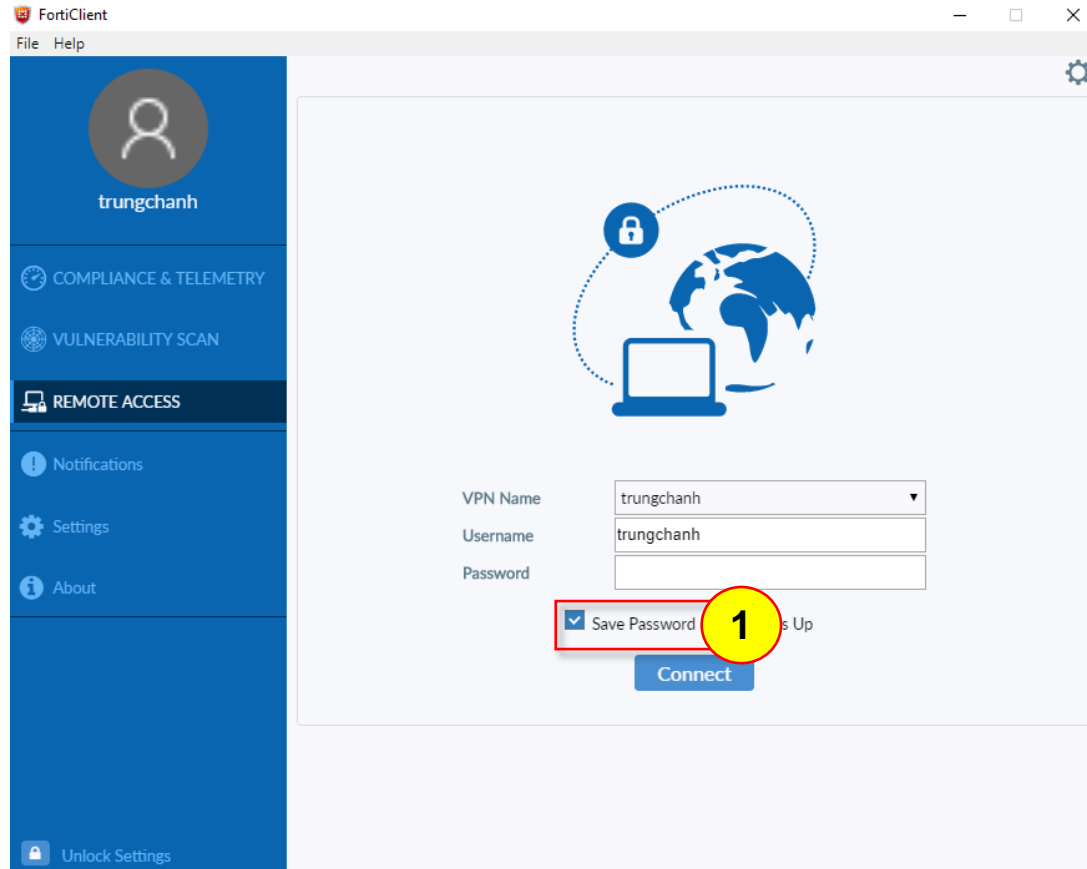 FortiClient
File Help
trungchanh
COMPLIANCE & TELEMETRY
VULNERABILITY SCAN
REMOTE ACCESS
Notifications
Settings
About
Unlock Settings
VPN Name trungchanh
Username trungchanh
Password
Save Password 1 s Up
Connect